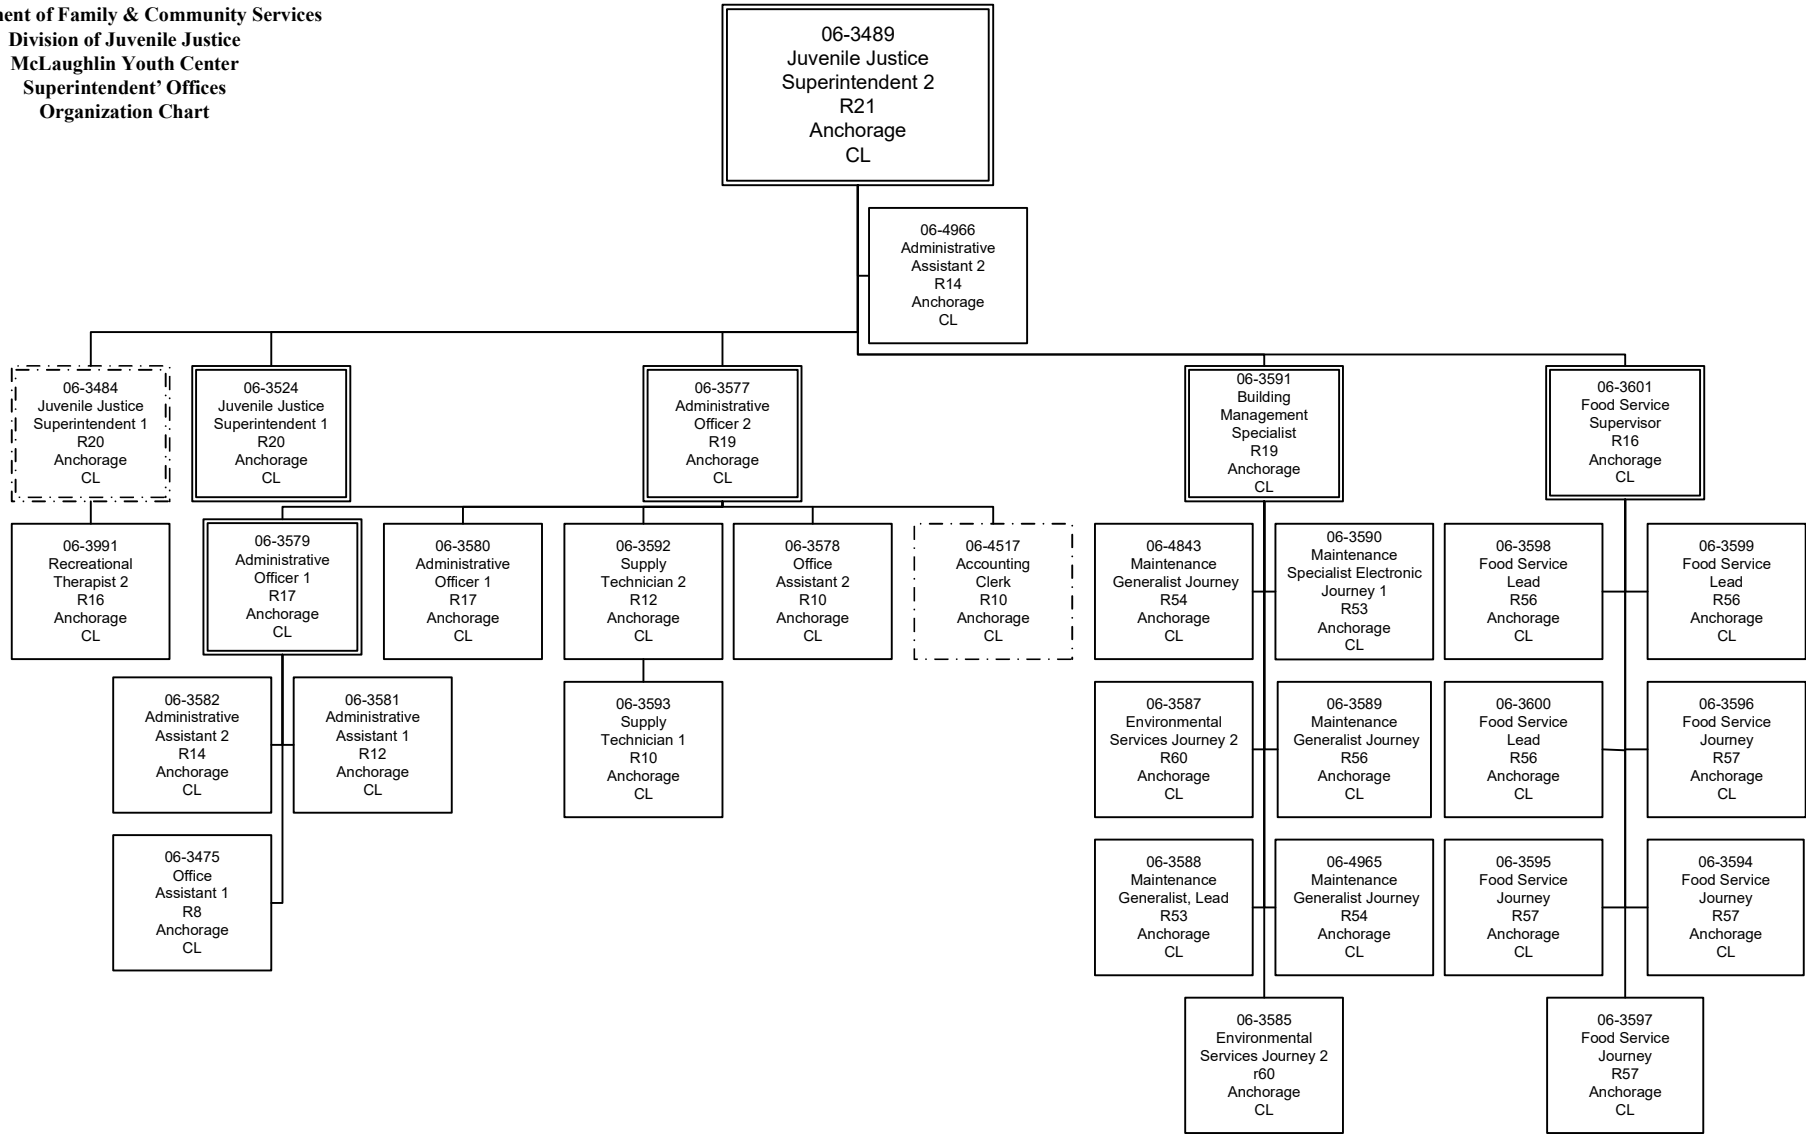 of Family & Community Services
Division of Juvenile Justice
McLaughlin Youth Center
Superintendent’ Offices
Organization Chart
06-3489
Juvenile Justice
Superintendent 2
R21
Anchorage
CL
06-4966
Administrative
Assistant 2
R14
Anchorage
CL
06-3484
Juvenile Justice
Superintendent 1
R20
Anchorage
CL
06-3524
Juvenile Justice
Superintendent 1
R20
Anchorage
CL
06-3577
Administrative
Officer 2
R19
Anchorage
CL
06-3591
Building
Management
Specialist
R19
Anchorage
CL
06-3601
Food Service
Supervisor
R16
Anchorage
CL
06-3991
Recreational
Therapist 2
R16
Anchorage
CL
06-3579
Administrative
Officer 1
R17
Anchorage
CL
06-3580
Administrative
Officer 1
R17
Anchorage
CL
06-3592
Supply
Technician 2
R12
Anchorage
CL
06-3578
Office
Assistant 2
R10
Anchorage
CL
06-4517
Accounting
Clerk
R10
Anchorage
CL
06-4843
Maintenance
Generalist Journey
R54
Anchorage
CL
06-3590
Maintenance
Specialist Electronic
Journey 1
R53
Anchorage
CL
06-3598
Food Service
Lead
R56
Anchorage
CL
06-3599
Food Service
Lead
R56
Anchorage
CL
06-3582
Administrative
Assistant 2
R14
Anchorage
CL
06-3581
Administrative
Assistant 1
R12
Anchorage
CL
06-3593
Supply
Technician 1
R10
Anchorage
CL
06-3587
Environmental
Services Journey 2
R60
Anchorage
CL
06-3589
Maintenance
Generalist Journey
R56
Anchorage
CL
06-3600
Food Service
Lead
R56
Anchorage
CL
06-3596
Food Service
Journey
R57
Anchorage
CL
06-3475
Office
Assistant 1
R8
Anchorage
CL
06-3588
Maintenance
Generalist, Lead
R53
Anchorage
CL
06-4965
Maintenance
Generalist Journey
R54
Anchorage
CL
06-3595
Food Service
Journey
R57
Anchorage
CL
06-3594
Food Service
Journey
R57
Anchorage
CL
06-3585
Environmental
Services Journey 2
r60
Anchorage
CL
06-3597
Food Service
Journey
R57
Anchorage
CL